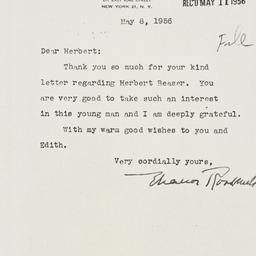 NEW YORK 21, N. Y.
REC'D MAY 11 1956
May 8, 1956
File
Dear Herbert:
Thank you so much for your kind
letter regarding Herbert Beaser. You
are very good to take such an interest
in this young man and I am deeply grateful.
With my warm good wishes to you and
Edith.
Very cordially yours,
Eleanor Roosevelt